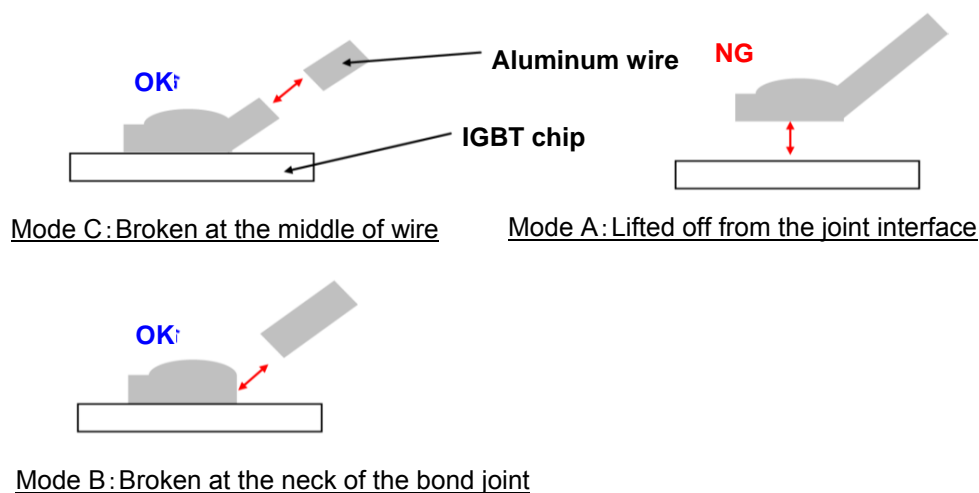 OK
Aluminum wire
NG
IGBT chip
Mode C:Broken at the middle of wire
Mode A:Lifted off from the joint interface
OK
Mode B:Broken at the neck of the bond joint